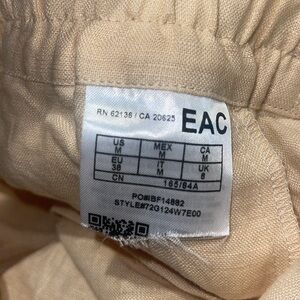 RN 62136 / CA 20625 EAC
US MEX CA
M M M
EU IT UK
38 M 8
CN 165/84A
PO#IBF14882
STYLE#72G124W7E00